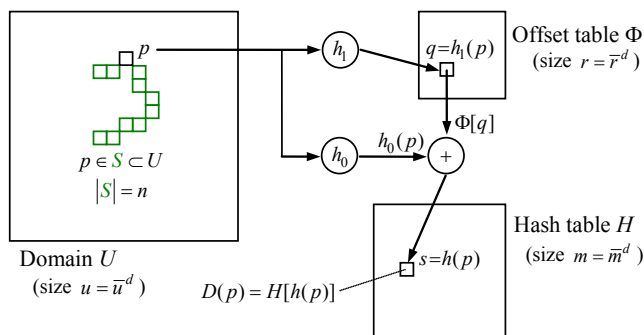 p
h₁
q=h₁(p)
Offset table Φ
(size r = r̅ᵈ)
Φ[q]
p ∈ S ⊂ U
|S| = n
h₀
h₀(p)
+
Domain U
(size u = u̅ᵈ)
s=h(p)
Hash table H
(size m = m̅ᵈ)
D(p) = H[h(p)]